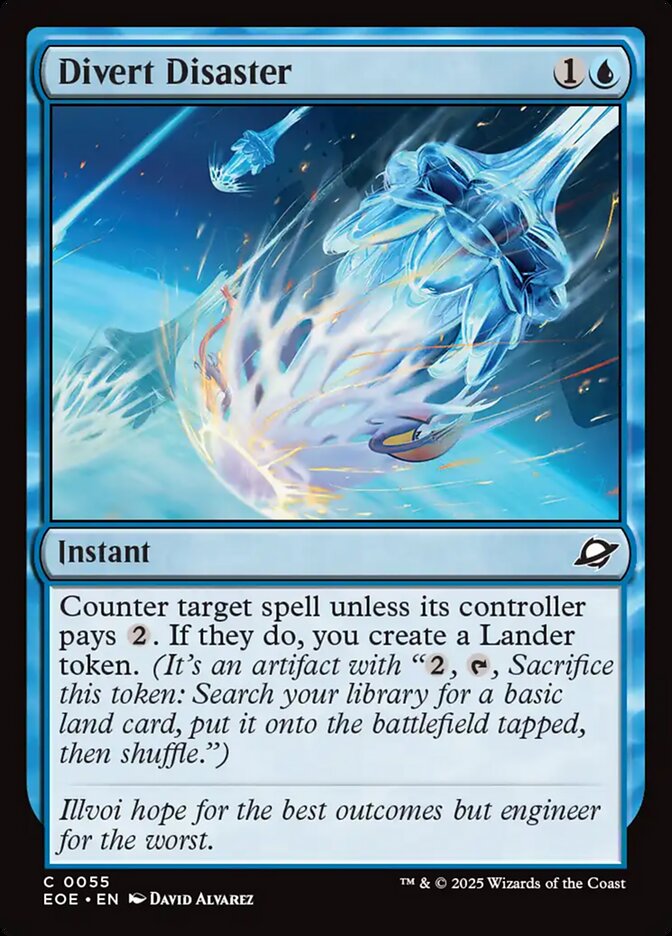 Divert Disaster 1
Instant
Counter target spell unless its controller
pays 2. If they do, you create a Lander
token. (It's an artifact with “2, , Sacrifice
this token: Search your library for a basic
land card, put it onto the battlefield tapped,
then shuffle.”)
Illvoi hope for the best outcomes but engineer
for the worst.
C 0055
EOE • EN David Alvarez
™ & © 2025 Wizards of the Coast